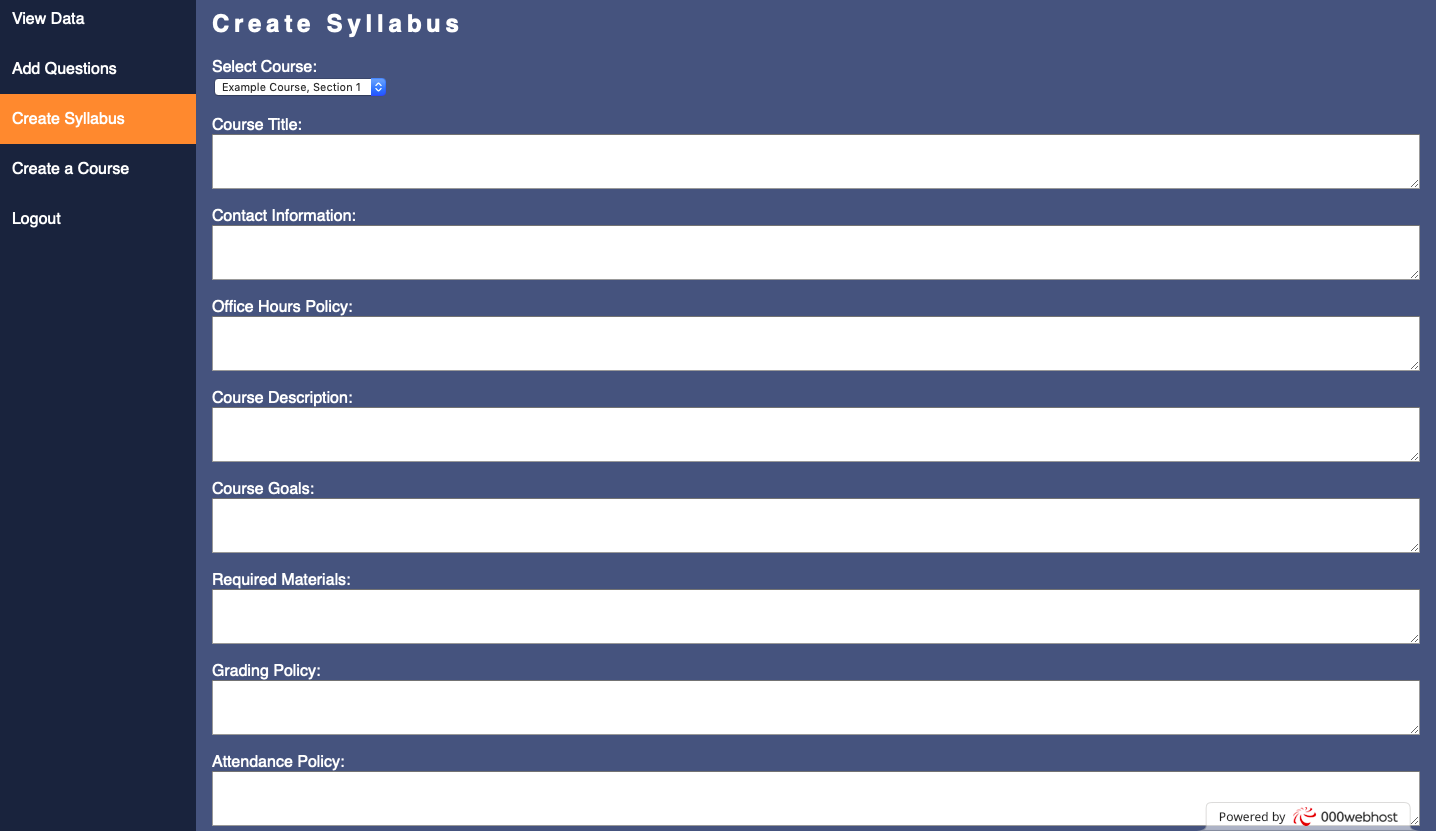 View Data
Add Questions
Create Syllabus
Create a Course
Logout
Create Syllabus
Select Course:
Example Course, Section 1
Course Title:
Contact Information:
Office Hours Policy:
Course Description:
Course Goals:
Required Materials:
Grading Policy:
Attendance Policy:
Powered by 000webhost